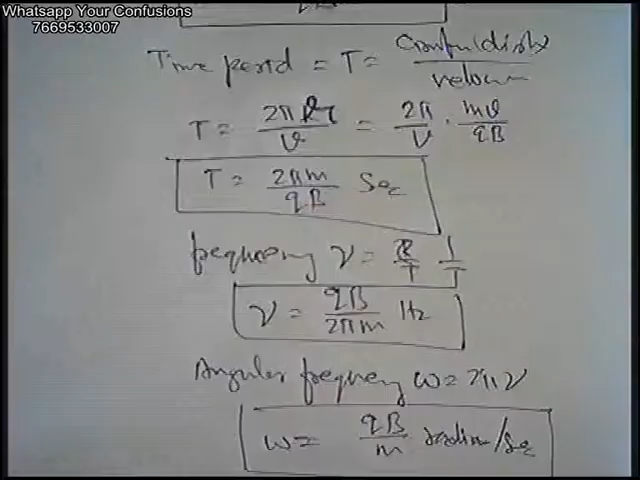 Whatsapp Your Confusions
7669533007
Time period = T = / velocity
T = 2πr/v = 2π/v · mv/qB
T = 2πm/qB Sec
frequency ν = 1/T
ν = qB/2πm Hz
Angular frequency ω = 2πν
ω = qB/m radian/Sec